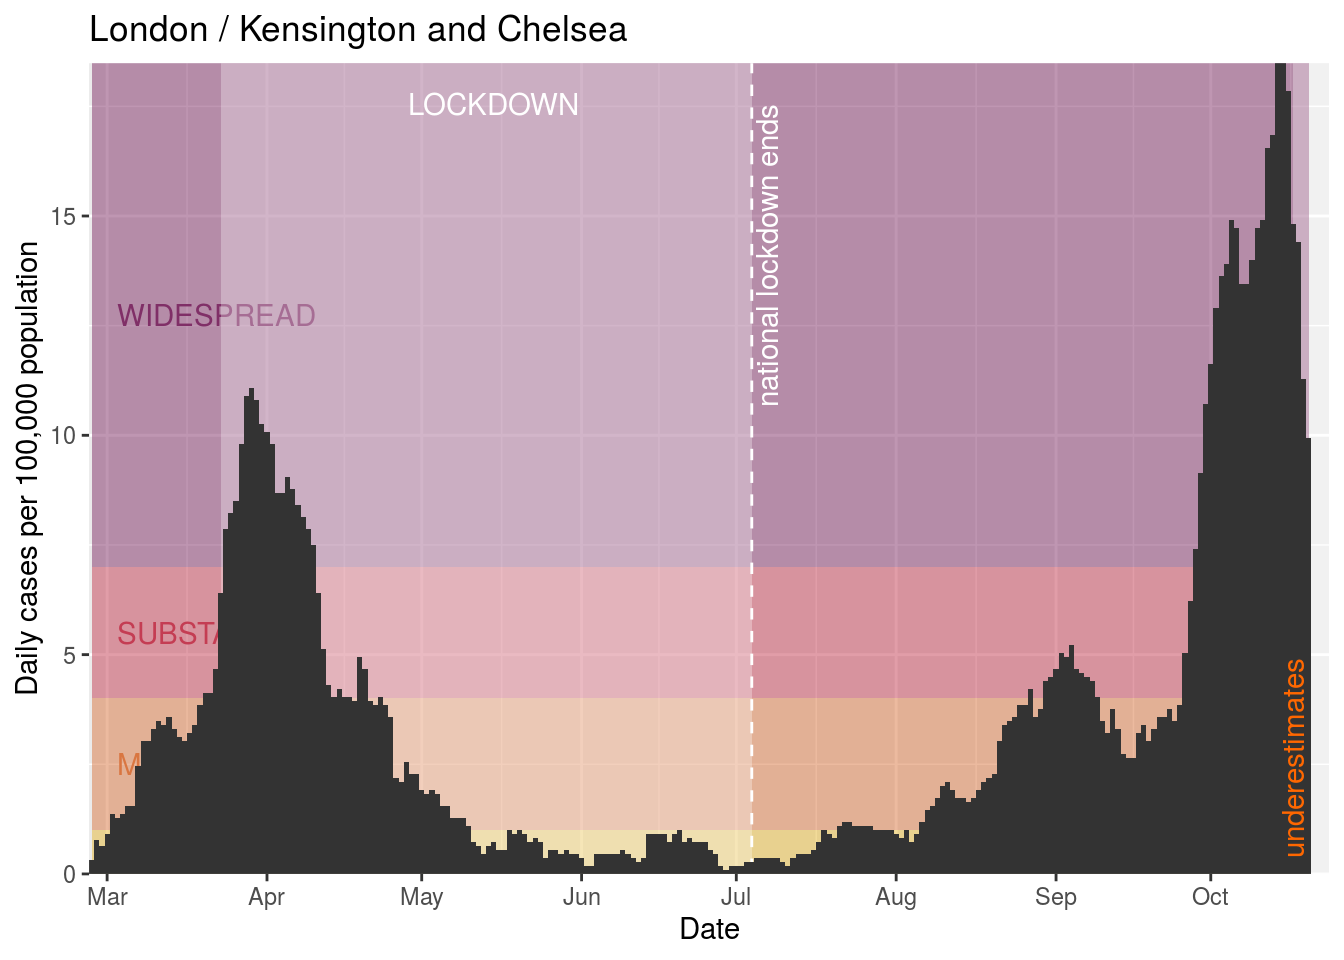 London / Kensington and Chelsea
LOCKDOWN
national lockdown ends
WIDESPREAD
SUBSTA
M
underestimates
Daily cases per 100,000 population
15
10
5
0
Mar Apr May Jun Jul Aug Sep Oct
Date